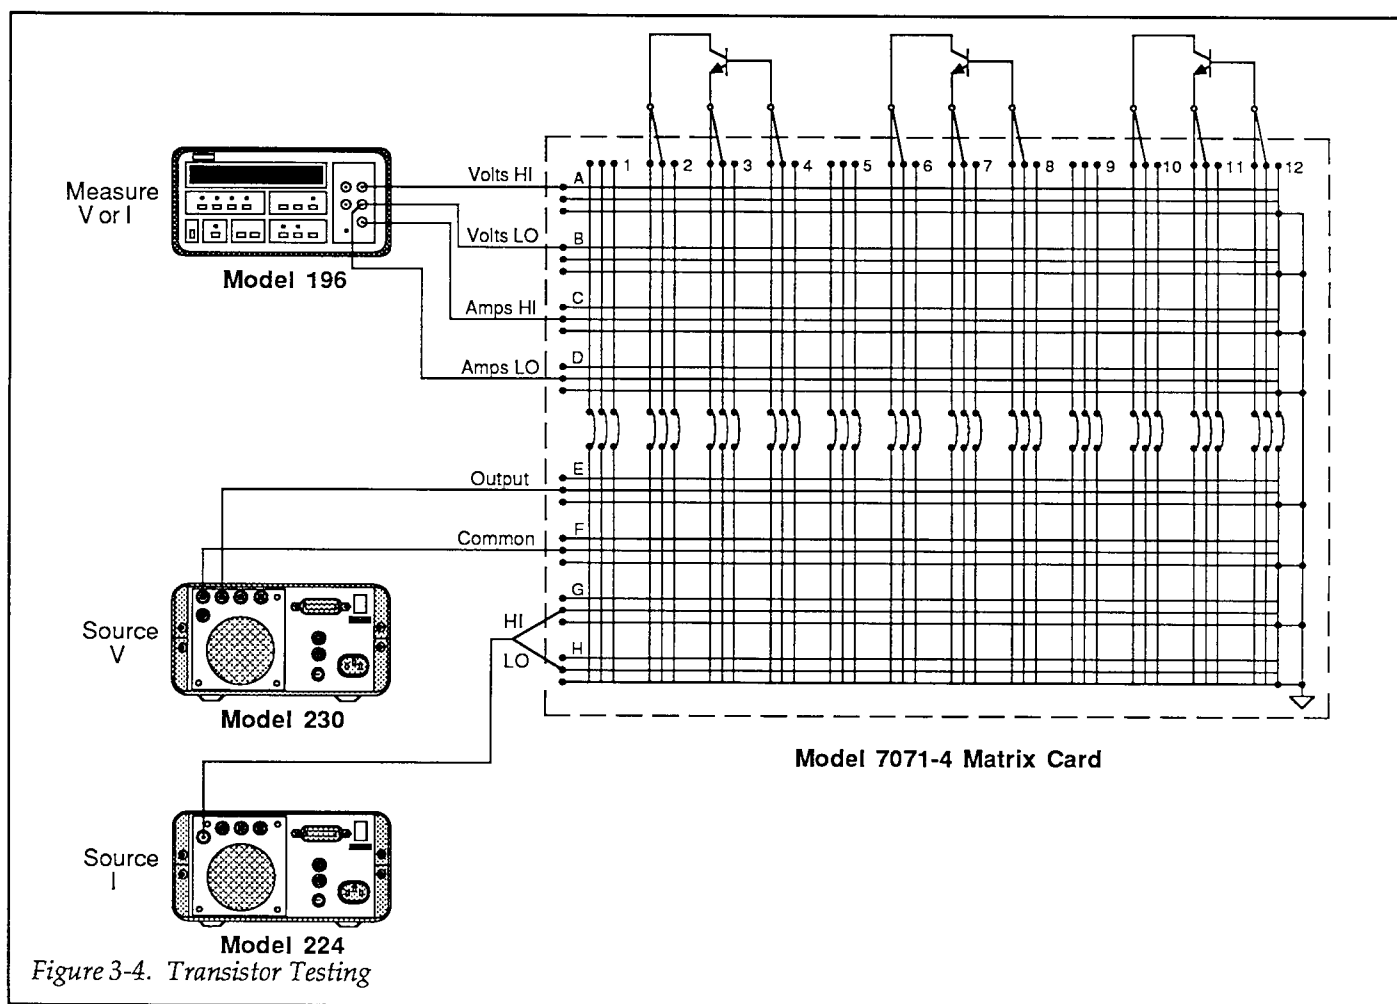 1 2 3 4 5 6 7 8 9 10 11 12
Measure
V or I
Volts HI A
Volts LO B
Model 196
Amps HI C
Amps LO D
Output E
Common F
G
HI
Source
V
LO H
Model 230
Model 7071-4 Matrix Card
Source
I
Model 224
Figure 3-4. Transistor Testing